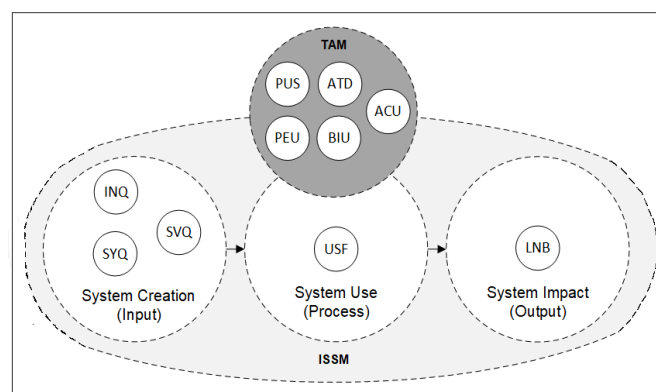 TAM
PUS
ATD
ACU
PEU
BIU
INQ
SVQ
SYQ
USF
LNB
System Creation
(Input)
System Use
(Process)
System Impact
(Output)
ISSM